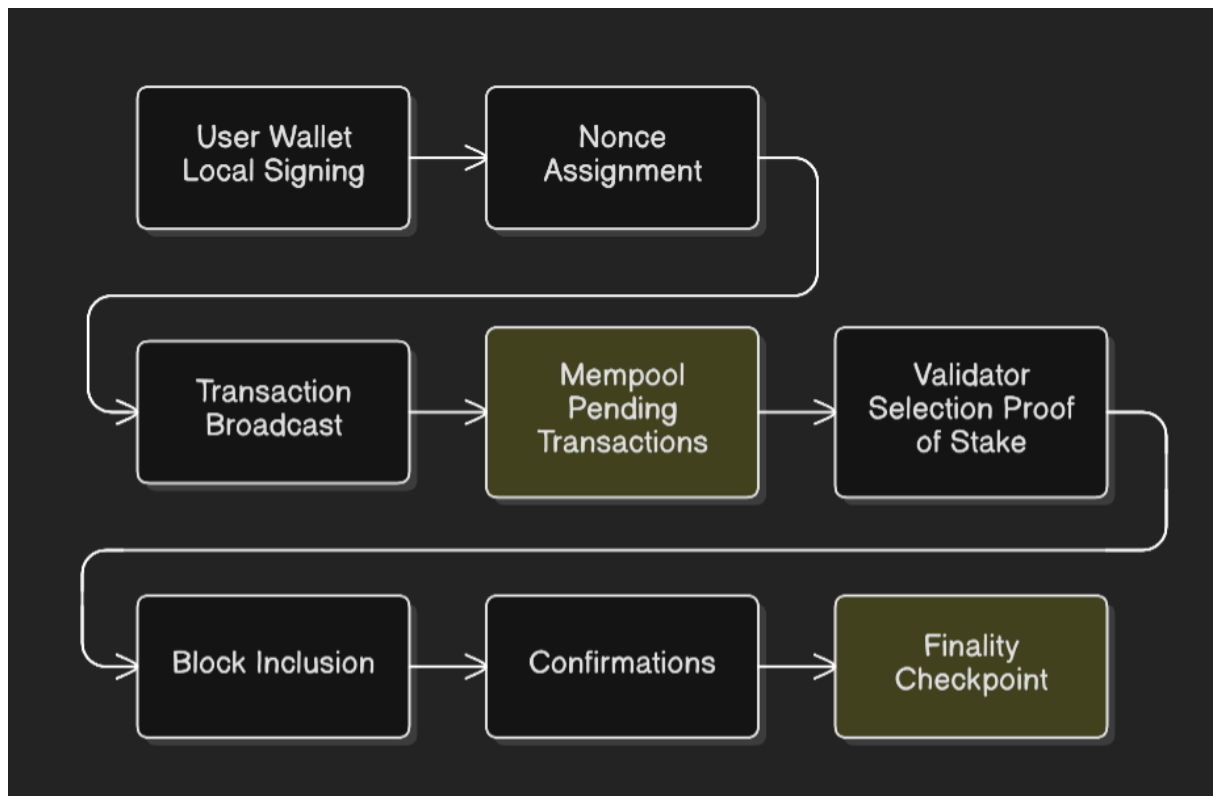 User Wallet
Local Signing
Nonce
Assignment
Transaction
Broadcast
Mempool
Pending
Transactions
Validator
Selection Proof
of Stake
Block Inclusion
Confirmations
Finality
Checkpoint